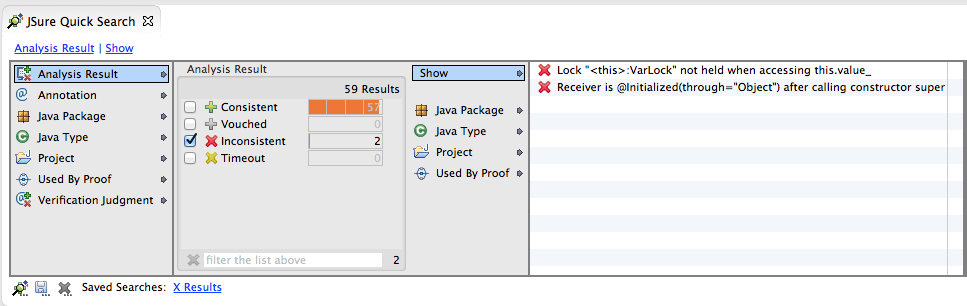 JSure Quick Search
Analysis Result | Show
Analysis Result
Annotation
Java Package
Java Type
Project
Used By Proof
Verification Judgment
Analysis Result
59 Results
Consistent 57
Vouched 0
Inconsistent 2
Timeout 0
filter the list above 2
Show
Java Package
Java Type
Project
Used By Proof
Lock "<this>:VarLock" not held when accessing this.value_
Receiver is @Initialized(through="Object") after calling constructor super
Saved Searches: X Results